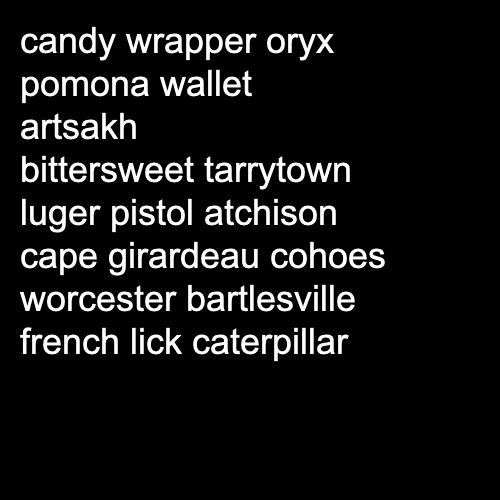 candy wrapper oryx
pomona wallet
artsakh
bittersweet tarrytown
luger pistol atchison
cape girardeau cohoes
worcester bartlesville
french lick caterpillar